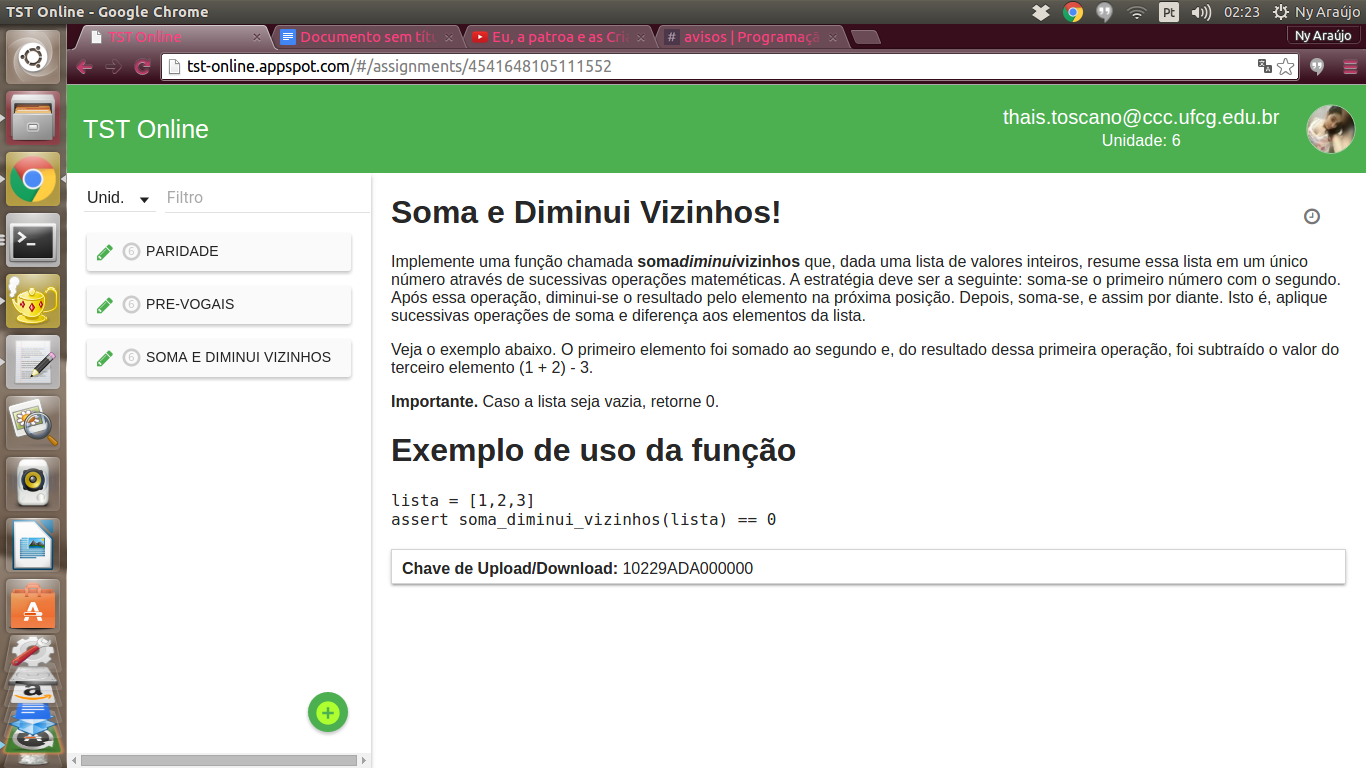 TST Online - Google Chrome
Pt
02:23
Ny Araújo
TST Online
Documento sem títu
Eu, a patroa e as Cri
avisos | Programaçã
Ny Araújo
tst-online.appspot.com/#/assignments/4541648105111552
TST Online
thais.toscano@ccc.ufcg.edu.br
Unidade: 6
Unid.
Filtro
6 PARIDADE
6 PRE-VOGAIS
6 SOMA E DIMINUI VIZINHOS
Soma e Diminui Vizinhos!
Implemente uma função chamada somadiminuivizinhos que, dada uma lista de valores inteiros, resume essa lista em um único
número através de sucessivas operações mateméticas. A estratégia deve ser a seguinte: soma-se o primeiro número com o segundo.
Após essa operação, diminui-se o resultado pelo elemento na próxima posição. Depois, soma-se, e assim por diante. Isto é, aplique
sucessivas operações de soma e diferença aos elementos da lista.
Veja o exemplo abaixo. O primeiro elemento foi somado ao segundo e, do resultado dessa primeira operação, foi subtraído o valor do
terceiro elemento (1 + 2) - 3.
Importante. Caso a lista seja vazia, retorne 0.
Exemplo de uso da função
lista = [1,2,3]
assert soma_diminui_vizinhos(lista) == 0
Chave de Upload/Download: 10229ADA000000